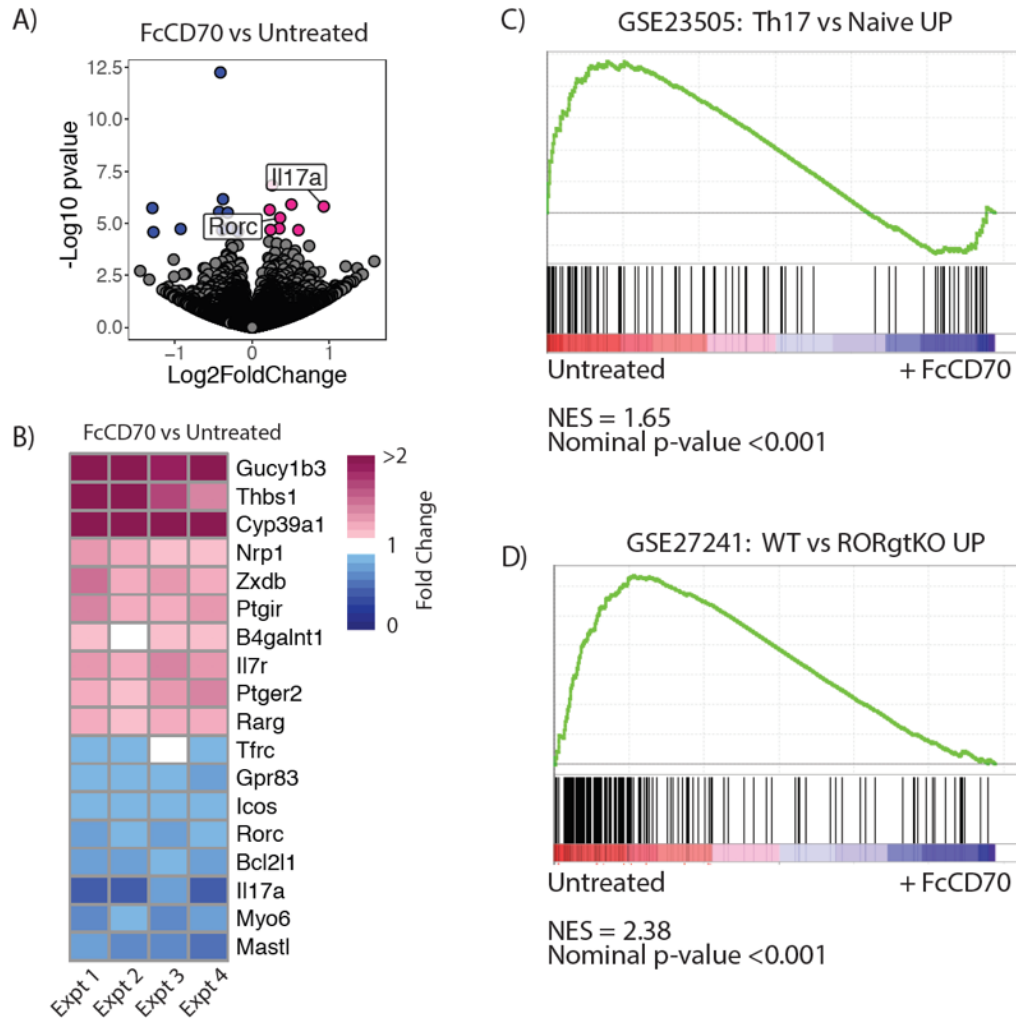 A)
FcCD70 vs Untreated
12.5
10.0
7.5
5.0
2.5
0.0
-Log10 pvalue
Il17a
Rorc
−1
0
1
Log2FoldChange
B)
FcCD70 vs Untreated
Gucy1b3
Thbs1
Cyp39a1
Nrp1
Zxdb
Ptgir
B4galnt1
Il7r
Ptger2
Rarg
Tfrc
Gpr83
Icos
Rorc
Bcl2l1
Il17a
Myo6
Mastl
Expt 1
Expt 2
Expt 3
Expt 4
>2
1
0
Fold Change
C)
GSE23505: Th17 vs Naive UP
Untreated
+ FcCD70
NES = 1.65
Nominal p-value <0.001
D)
GSE27241: WT vs RORgtKO UP
Untreated
+ FcCD70
NES = 2.38
Nominal p-value <0.001